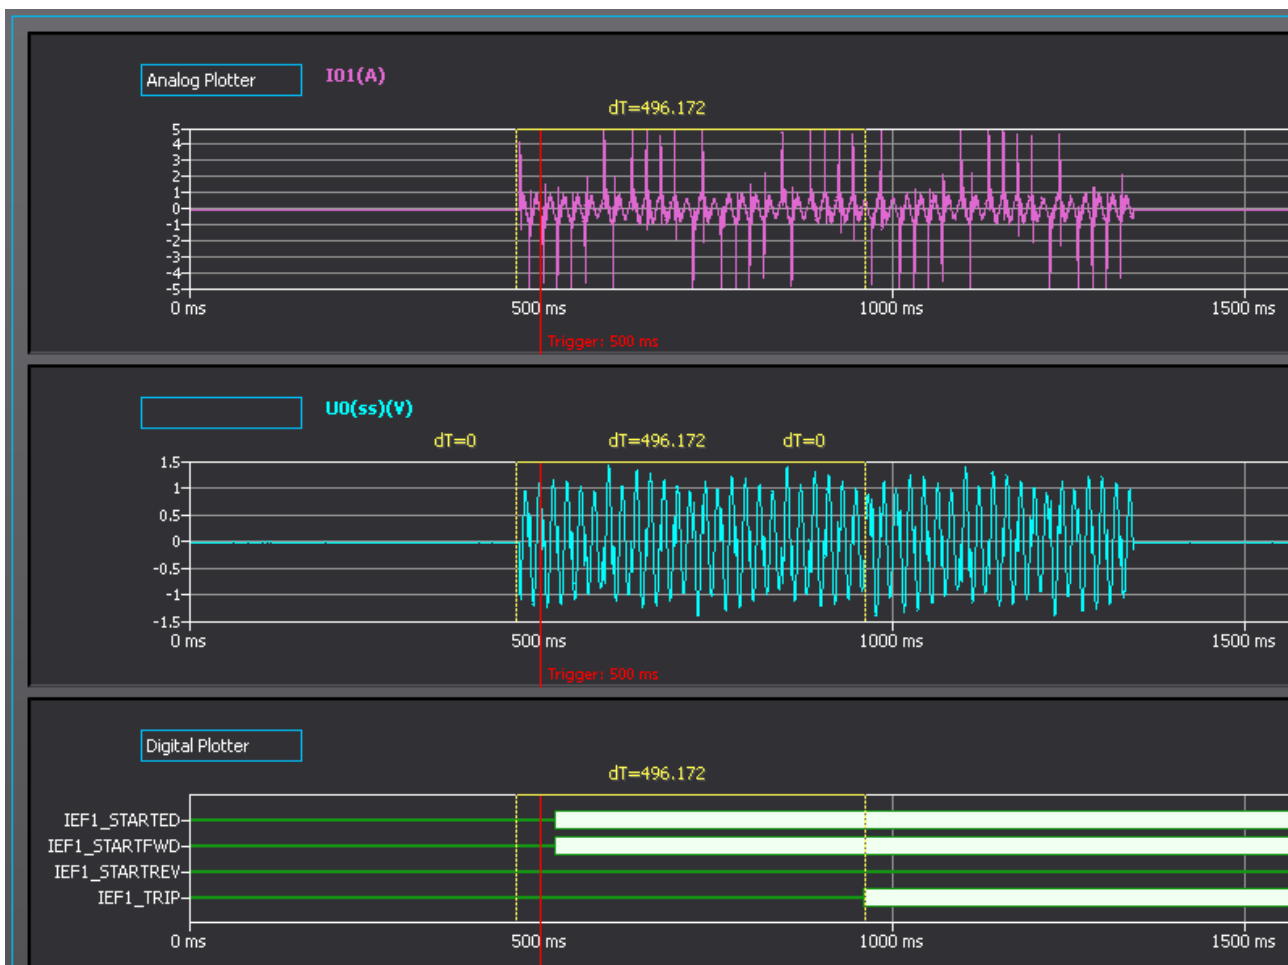 Analog Plotter
I01(A)
dT=496.172
5
4
3
2
1
0
-1
-2
-3
-4
-5
0 ms 500 ms 1000 ms 1500 ms
Trigger: 500 ms
U0(ss)(V)
dT=0 dT=496.172 dT=0
1.5
1
0.5
0
-0.5
-1
-1.5
0 ms 500 ms 1000 ms 1500 ms
Trigger: 500 ms
Digital Plotter
dT=496.172
IEF1_STARTED
IEF1_STARTFWD
IEF1_STARTREV
IEF1_TRIP
0 ms 500 ms 1000 ms 1500 ms